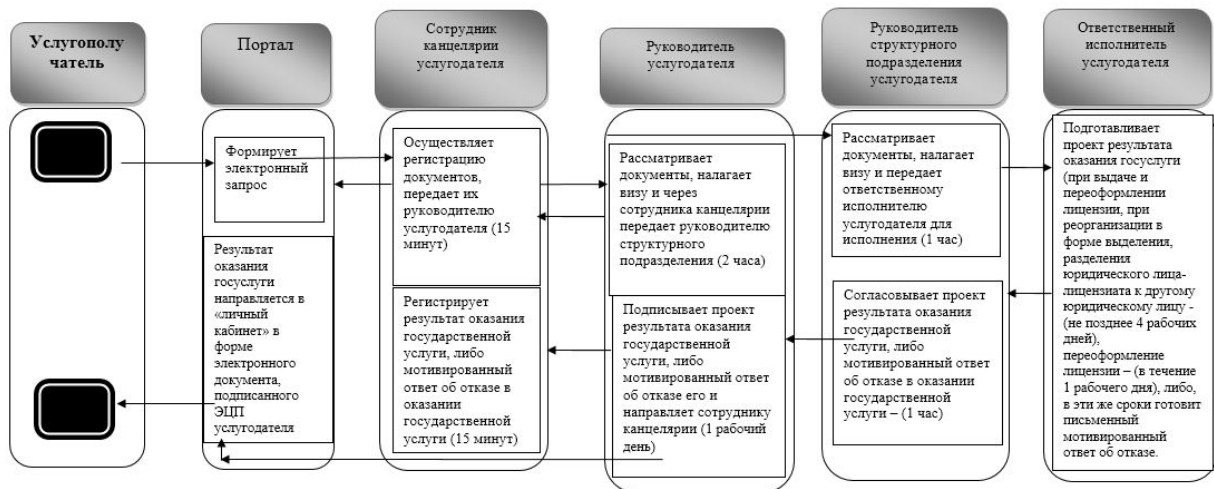 Услугополу
чатель
Портал
Сотрудник
канцелярии
услугодателя
Руководитель
услугодателя
Руководитель
структурного
подразделения
услугодателя
Ответственный
исполнитель
услугодателя
Формирует
электронный
запрос
Результат
оказания
госуслуги
направляется в
«личный
кабинет» в
форме
электронного
документа,
подписанного
ЭЦП
услугодателя
Осуществляет
регистрацию
документов,
передает их
руководителю
услугодателя (15
минут)
Регистрирует
результат оказания
государственной
услуги, либо
мотивированный
ответ об отказе в
оказании
государственной
услуги (15 минут)
Рассматривает
документы, налагает
визу и через
сотрудника канцелярии
передает руководителю
структурного
подразделения (2 часа)
Подписывает проект
результата оказания
государственной
услуги, либо
мотивированный ответ
об отказе его и
направляет сотруднику
канцелярии (1 рабочий
день)
Рассматривает
документы, налагает
визу и передает
ответственному
исполнителю
услугодателя для
исполнения (1 час)
Согласовывает проект
результата оказания
государственной
услуги, либо
мотивированный ответ
об отказе в оказании
государственной
услуги – (1 час)
Подготавливает
проект результата
оказания госуслуги
(при выдаче и
переоформлении
лицензии, при
реорганизации в
форме выделения,
разделения
юридического лица-
лицензиата к другому
юридическому лицу -
(не позднее 4 рабочих
дней),
переоформление
лицензии – (в течение
1 рабочего дня), либо,
в эти же сроки готовит
письменный
мотивированный
ответ об отказе.